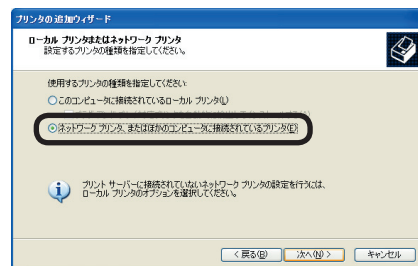 プリンタの追加ウィザード
ローカル プリンタまたはネットワーク プリンタ
設定するプリンタの種類を指定してください。
使用するプリンタの種類を指定してください:
このコンピュータに接続されているローカル プリンタ(L)
ネットワーク プリンタ、またはほかのコンピュータに接続されているプリンタ(E)
プリント サーバーに接続されていないネットワーク プリンタの設定を行うには、
ローカル プリンタのオプションを選択してください。
< 戻る(B) 次へ(N) > キャンセル